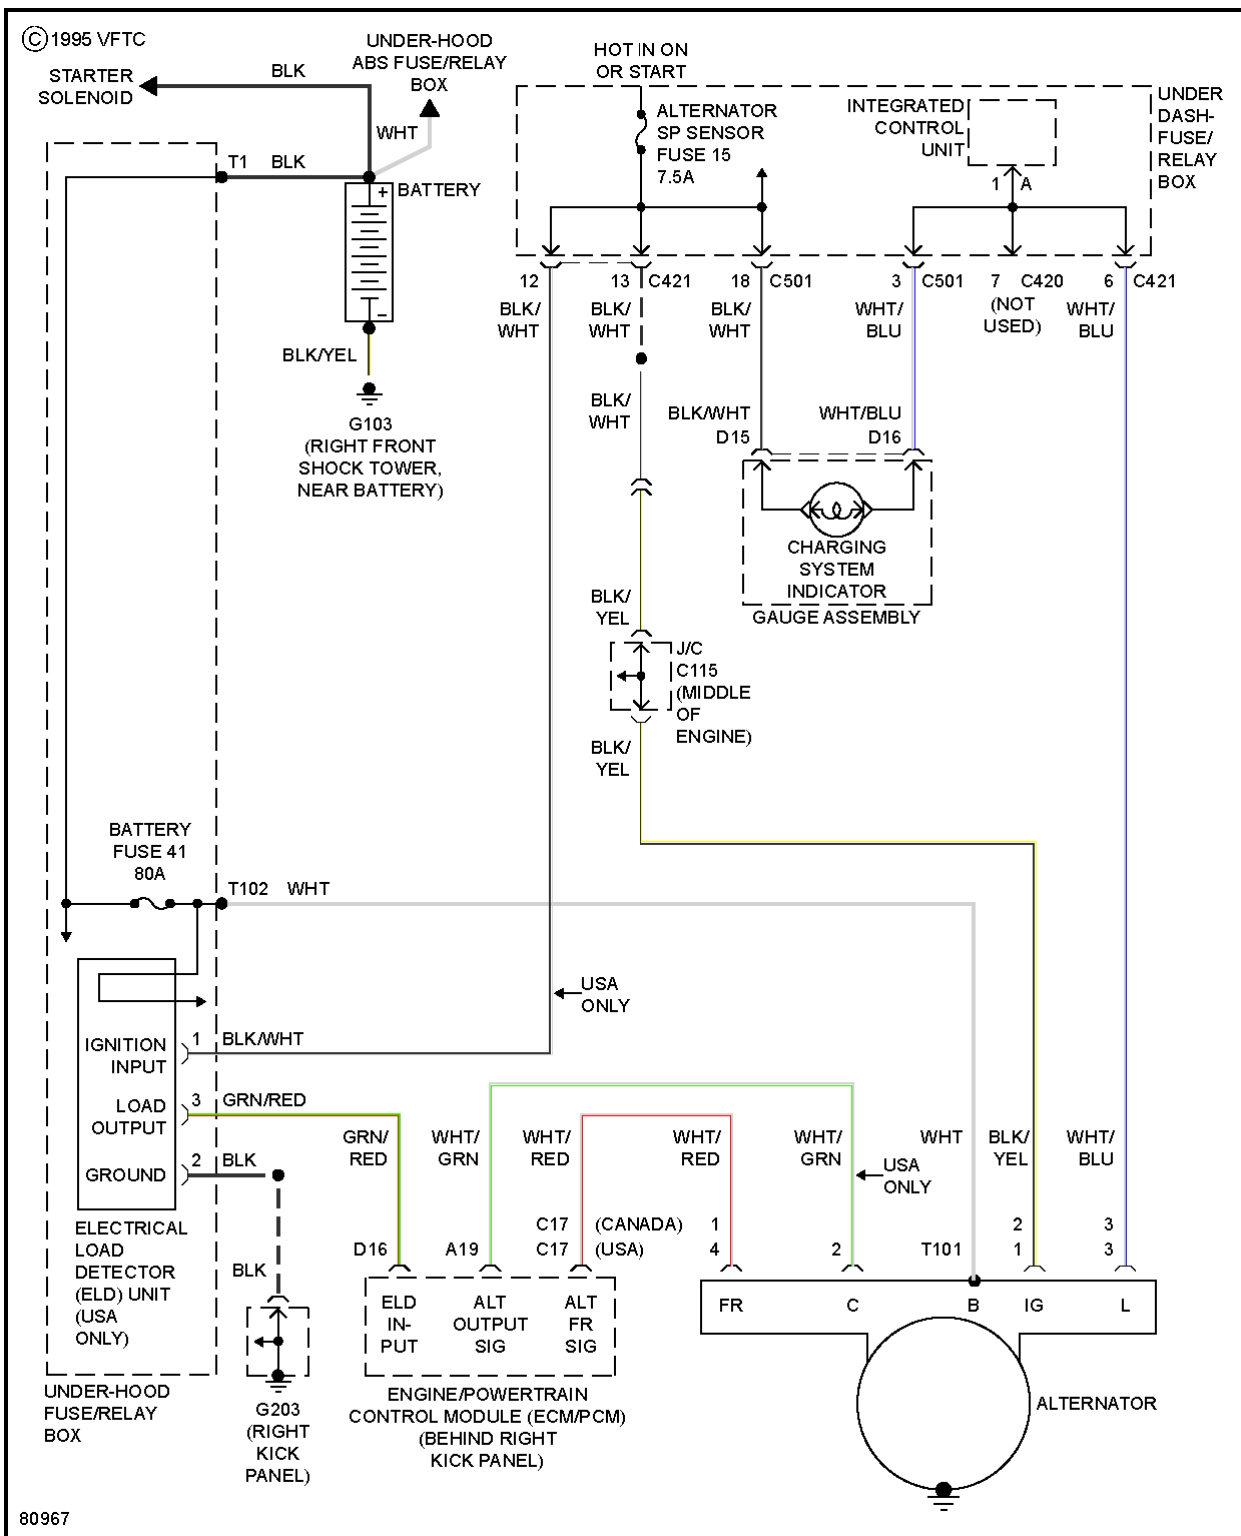 © 1995 VFTC
STARTER
SOLENOID
BLK
UNDER-HOOD
ABS FUSE/RELAY
BOX
WHT
T1
BLK
+
BATTERY
−
BLK/YEL
G103
(RIGHT FRONT
SHOCK TOWER,
NEAR BATTERY)
HOT IN ON
OR START
ALTERNATOR
SP SENSOR
FUSE 15
7.5A
INTEGRATED
CONTROL
UNIT
1 A
UNDER
DASH-
FUSE/
RELAY
BOX
12
13 C421
18 C501
3 C501
7 C420
(NOT
USED)
6 C421
BLK/
WHT
BLK/
WHT
BLK/
WHT
WHT/
BLU
WHT/
BLU
BLK/
WHT
BLK/WHT
D15
WHT/BLU
D16
CHARGING
SYSTEM
INDICATOR
GAUGE ASSEMBLY
BLK/
YEL
J/C
C115
(MIDDLE
OF
ENGINE)
BLK/
YEL
BATTERY
FUSE 41
80A
T102 WHT
USA
ONLY
IGNITION
INPUT
1 BLK/WHT
LOAD
OUTPUT
3 GRN/RED
GROUND
2 BLK
ELECTRICAL
LOAD
DETECTOR
(ELD) UNIT
(USA
ONLY)
UNDER-HOOD
FUSE/RELAY
BOX
BLK
G203
(RIGHT
KICK
PANEL)
GRN/
RED
WHT/
GRN
WHT/
RED
WHT/
RED
WHT/
GRN
USA
ONLY
WHT
BLK/
YEL
WHT/
BLU
C17 (CANADA) 1
2
3
D16
A19
C17 (USA) 4
2
T101
1
3
ELD
IN-
PUT
ALT
OUTPUT
SIG
ALT
FR
SIG
ENGINE/POWERTRAIN
CONTROL MODULE (ECM/PCM)
(BEHIND RIGHT
KICK PANEL)
FR
C
B
IG
L
ALTERNATOR
80967